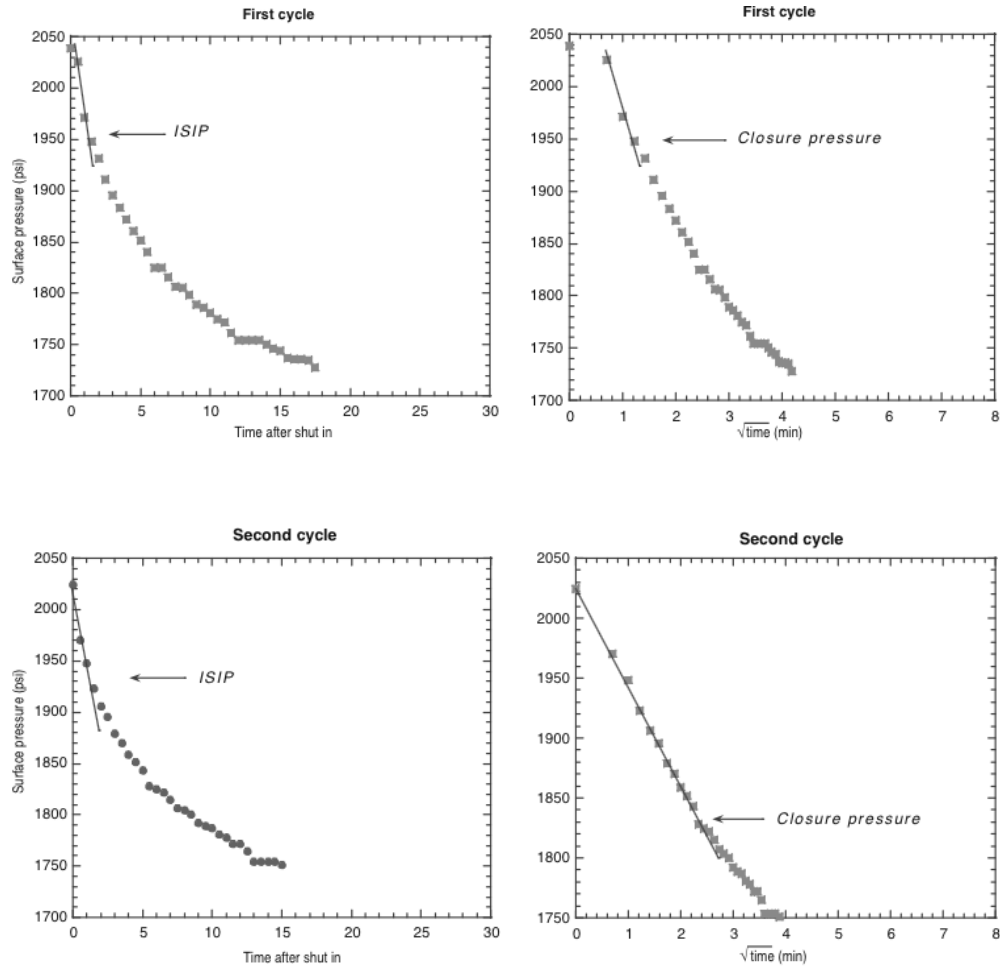 First cycle
2050
2000
1950
1900
1850
1800
1750
1700
Surface pressure (psi)
ISIP
0 5 10 15 20 25 30
Time after shut in
First cycle
2050
2000
1950
1900
1850
1800
1750
1700
Closure pressure
0 1 2 3 4 5 6 7 8
√time (min)
Second cycle
2050
2000
1950
1900
1850
1800
1750
1700
Surface pressure (psi)
ISIP
0 5 10 15 20 25 30
Time after shut in
Second cycle
2050
2000
1950
1900
1850
1800
1750
Closure pressure
0 1 2 3 4 5 6 7 8
√time (min)